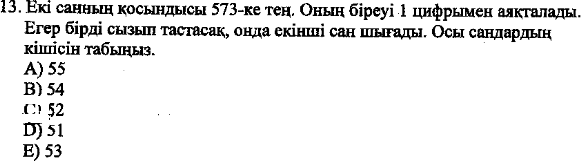 13. Екі санның қосындысы 573-ке тең. Оның біреуі 1 цифрымен аяқталады.
Егер бірді сызып тастасақ, онда екінші сан шығады. Осы сандардың
кішісін табыңыз.
A) 55
B) 54
C) 52
D) 51
E) 53